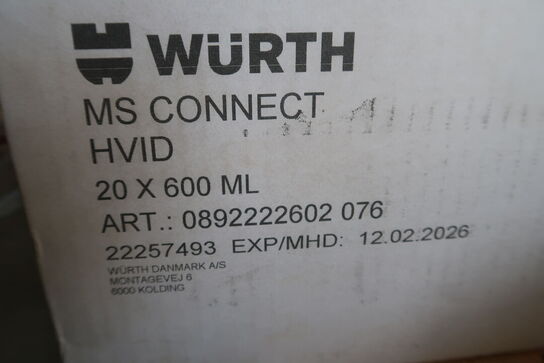 WÜRTH
MS CONNECT
HVID
20 X 600 ML
ART.: 0892222602 076
22257493 EXP/MHD: 12.02.2026
WÜRTH DANMARK A/S
MONTAGEVEJ 6
6000 KOLDING